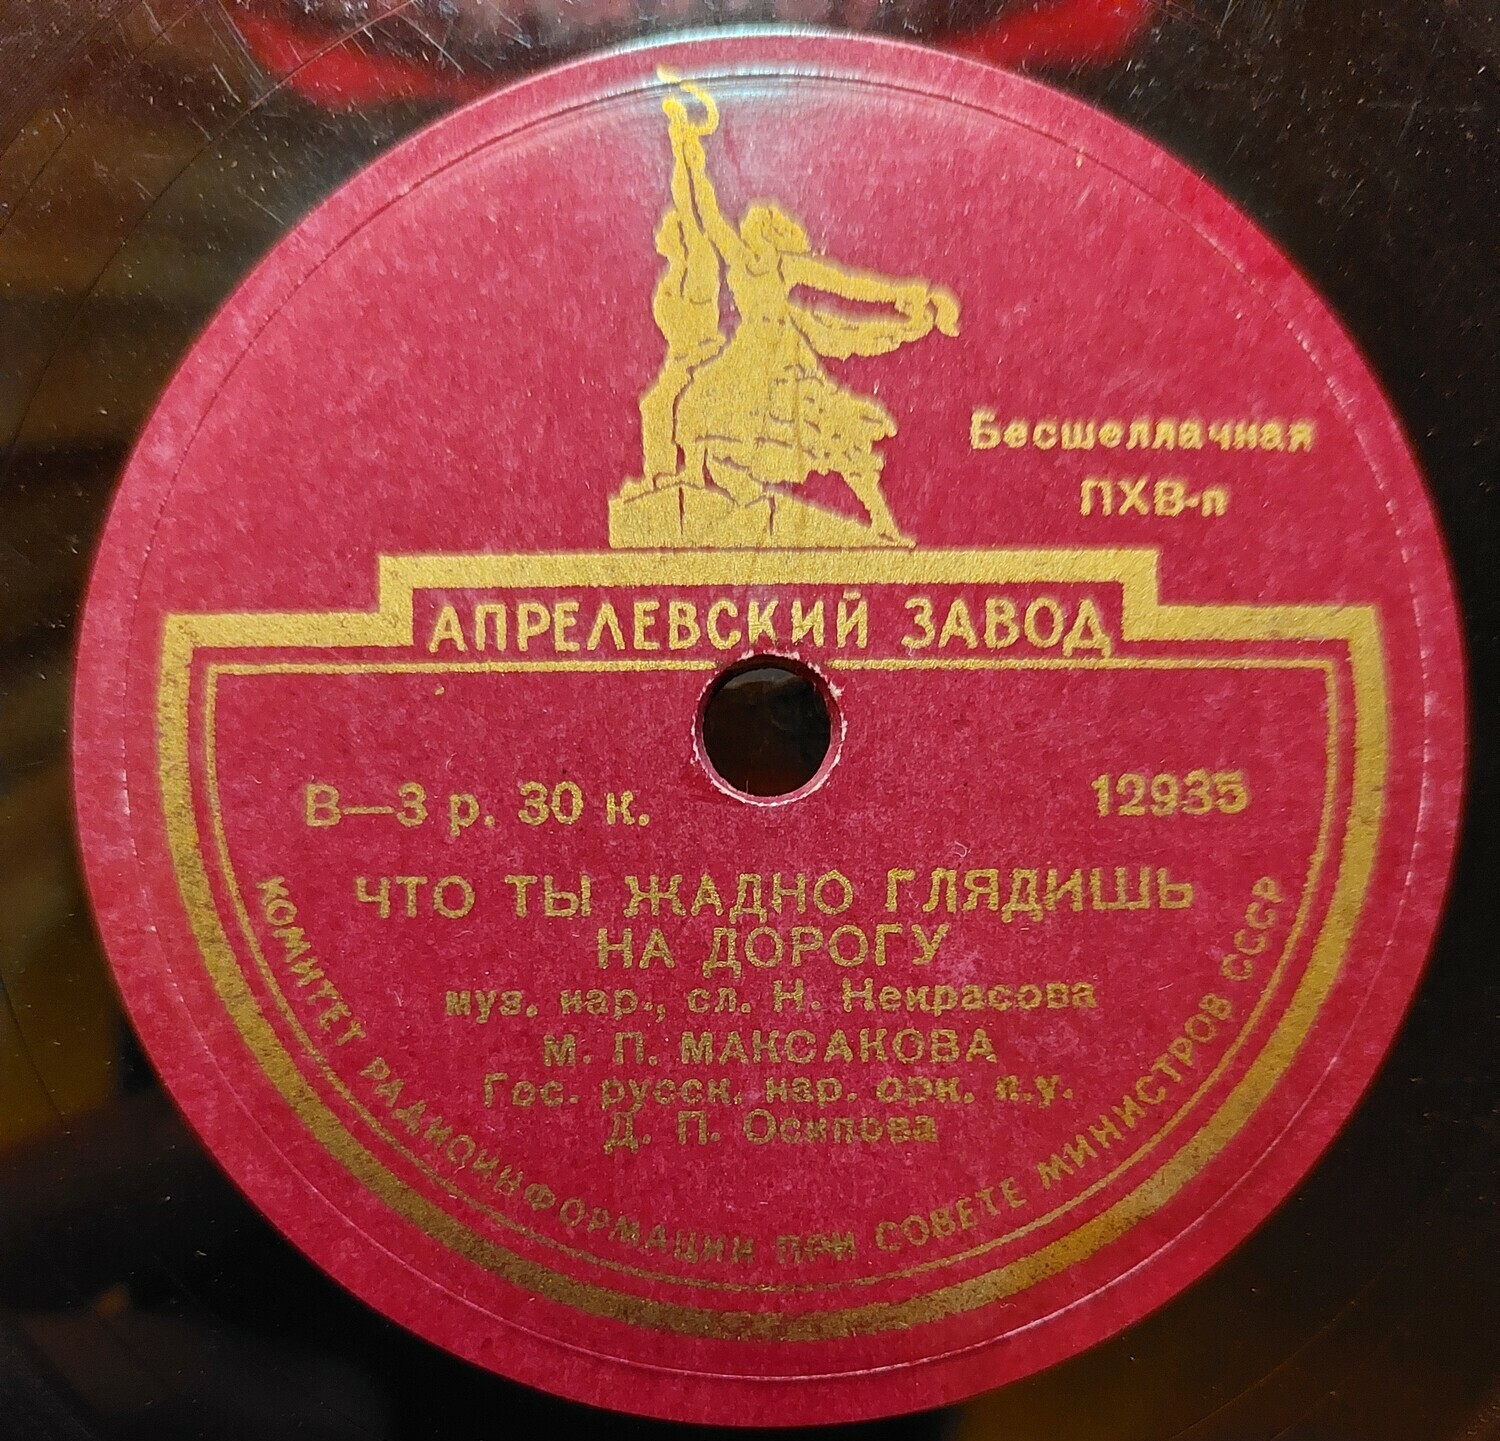 Бесшеллачная
ПХВ-п
АПРЕЛЕВСКИЙ ЗАВОД
В—3 р. 30 к.
12935
ЧТО ТЫ ЖАДНО ГЛЯДИШЬ
НА ДОРОГУ
муз. нар., сл. Н. Некрасова
М. П. МАКСАКОВА
Гос. русск. нар. орк. п.у.
Д. П. Осипова
КОМИТЕТ РАДИОИНФОРМАЦИИ ПРИ СОВЕТЕ МИНИСТРОВ СССР